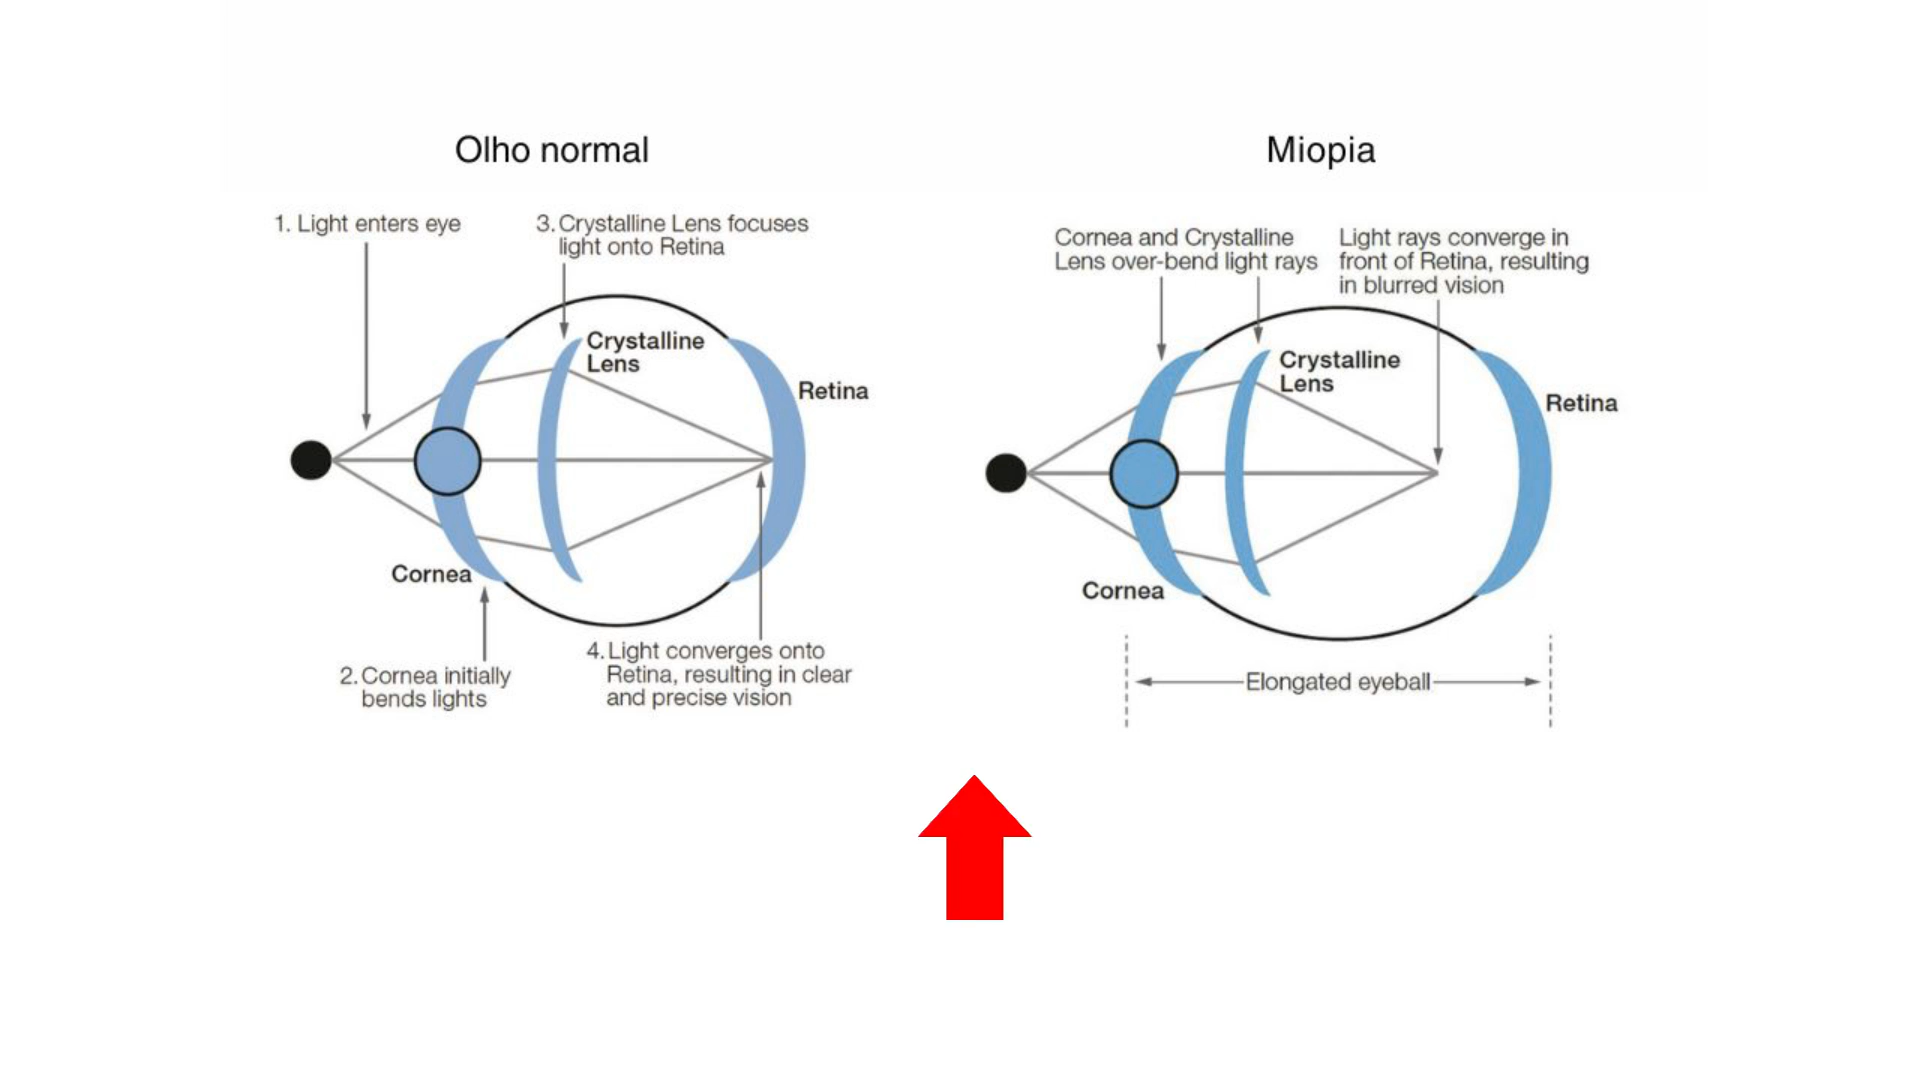 Olho normal
1. Light enters eye
3. Crystalline Lens focuses
light onto Retina
Crystalline
Lens
Retina
Cornea
2. Cornea initially
bends lights
4. Light converges onto
Retina, resulting in clear
and precise vision
Miopia
Cornea and Crystalline
Lens over-bend light rays
Light rays converge in
front of Retina, resulting
in blurred vision
Crystalline
Lens
Retina
Cornea
Elongated eyeball